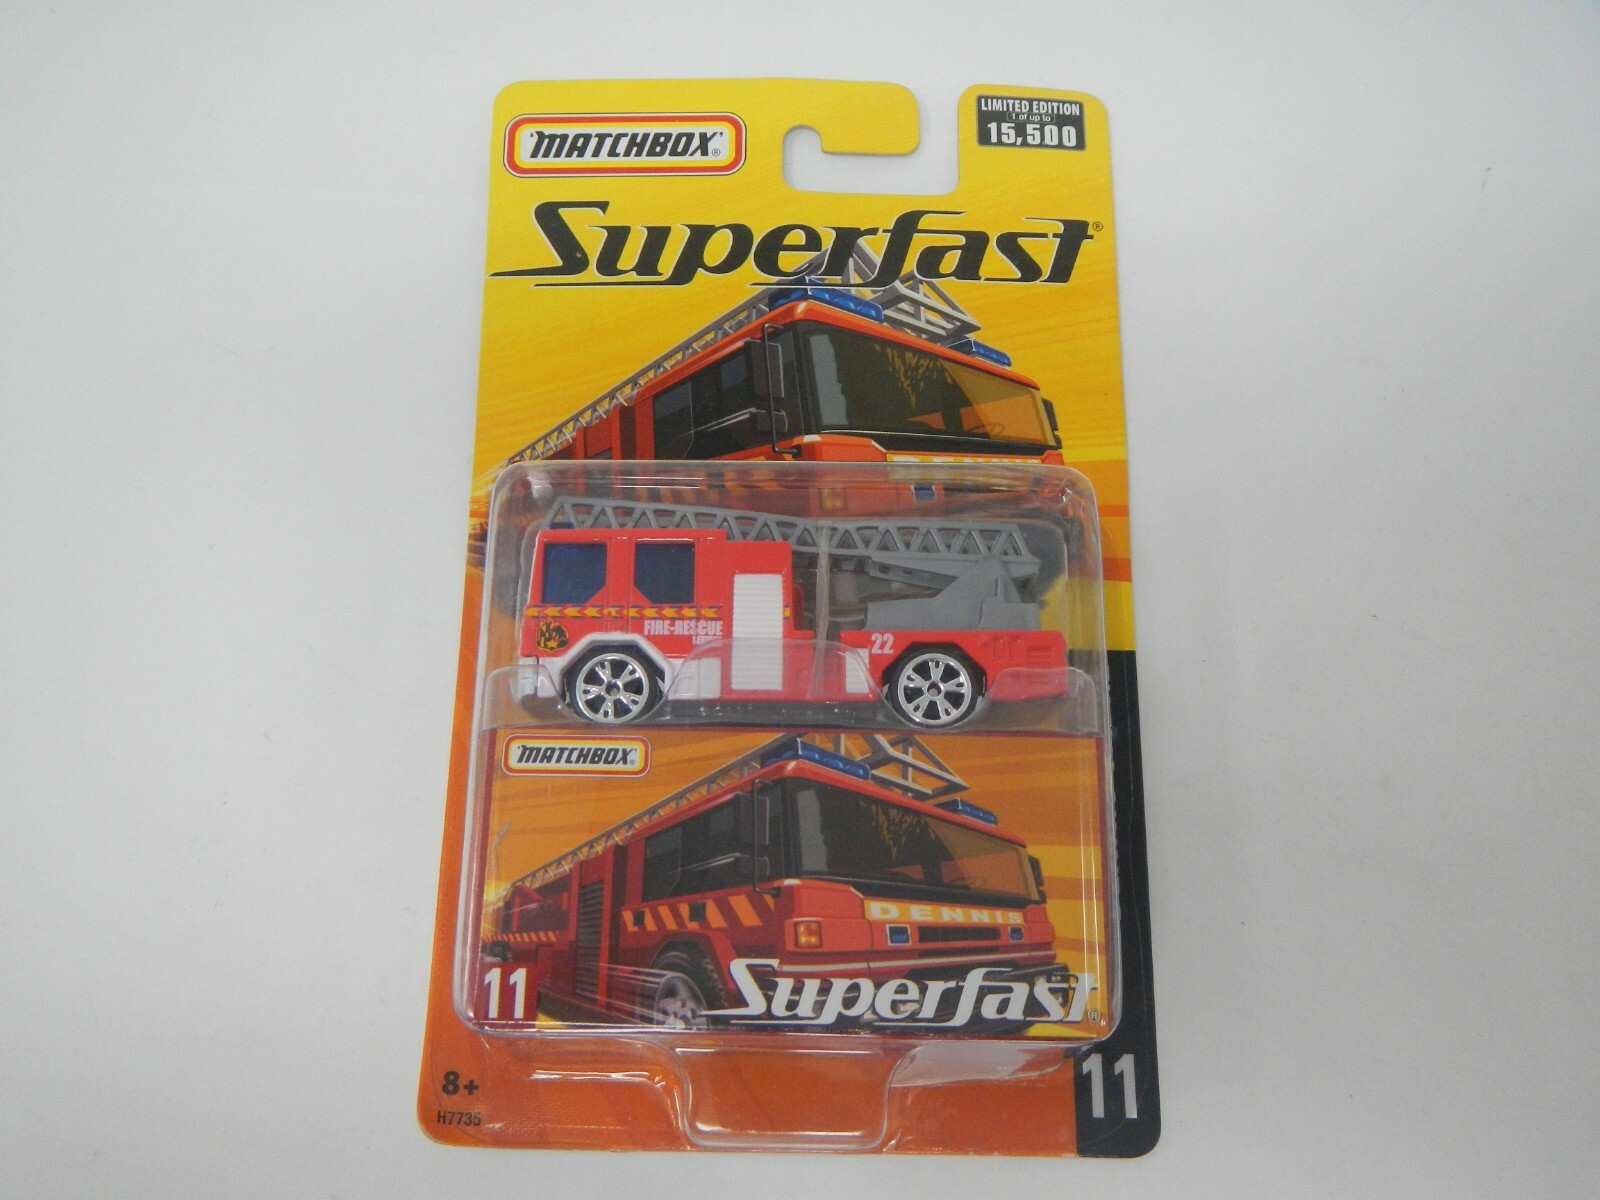 MATCHBOX®
LIMITED EDITION
1 of up to
15,500
Superfast®
FIRE-RESCUE
22
MATCHBOX®
DENNIS
11
Superfast®
8+
H7735
11